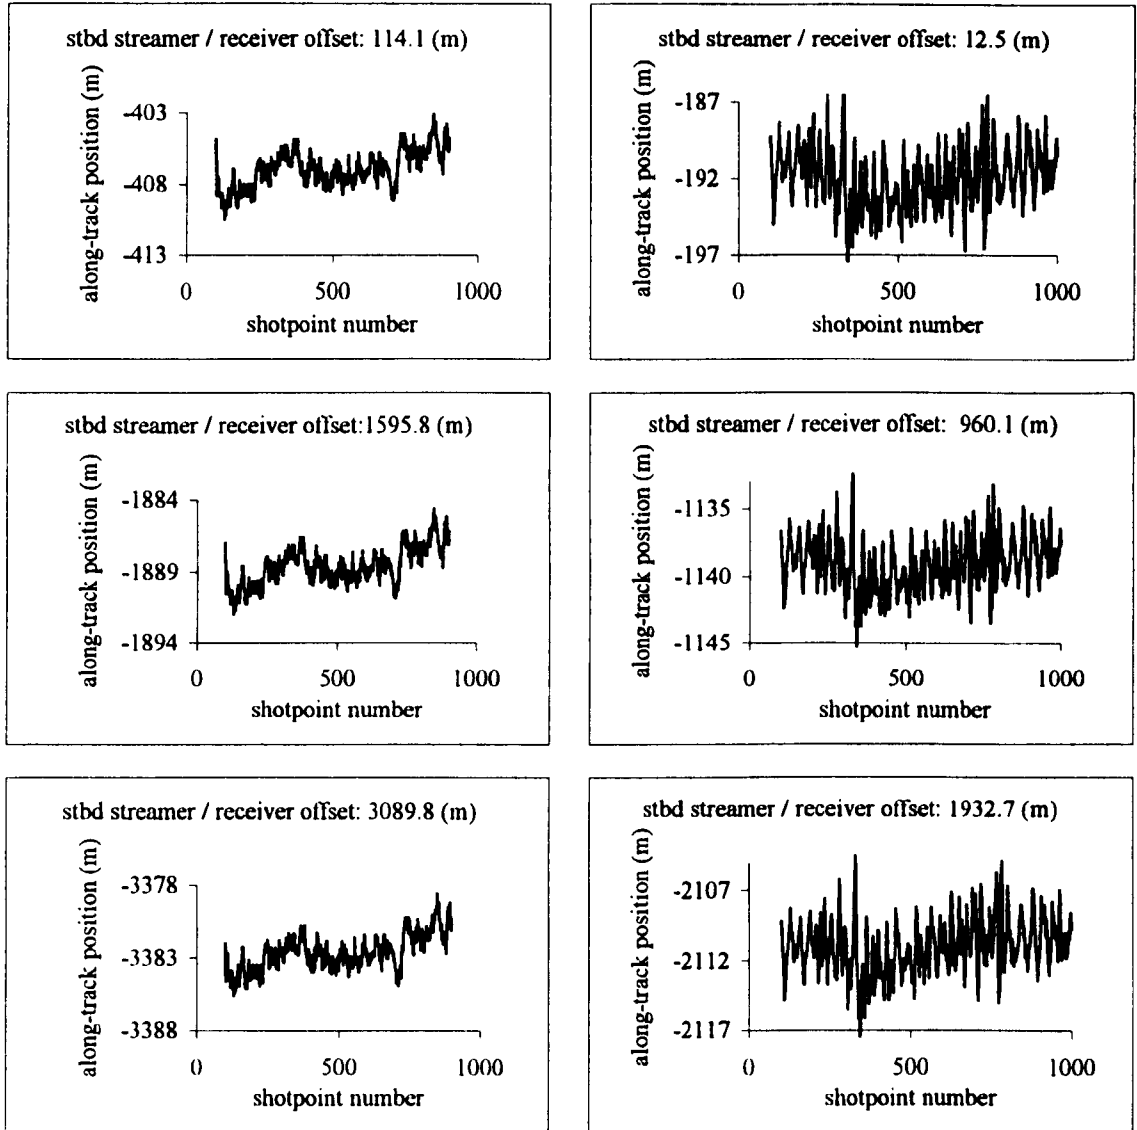 stbd streamer / receiver offset: 114.1 (m)
along-track position (m)
-403
-408
-413
0
500
1000
shotpoint number
stbd streamer / receiver offset: 12.5 (m)
along-track position (m)
-187
-192
-197
0
500
1000
shotpoint number
stbd streamer / receiver offset:1595.8 (m)
along-track position (m)
-1884
-1889
-1894
0
500
1000
shotpoint number
stbd streamer / receiver offset: 960.1 (m)
along-track position (m)
-1135
-1140
-1145
0
500
1000
shotpoint number
stbd streamer / receiver offset: 3089.8 (m)
along-track position (m)
-3378
-3383
-3388
0
500
1000
shotpoint number
stbd streamer / receiver offset: 1932.7 (m)
along-track position (m)
-2107
-2112
-2117
0
500
1000
shotpoint number